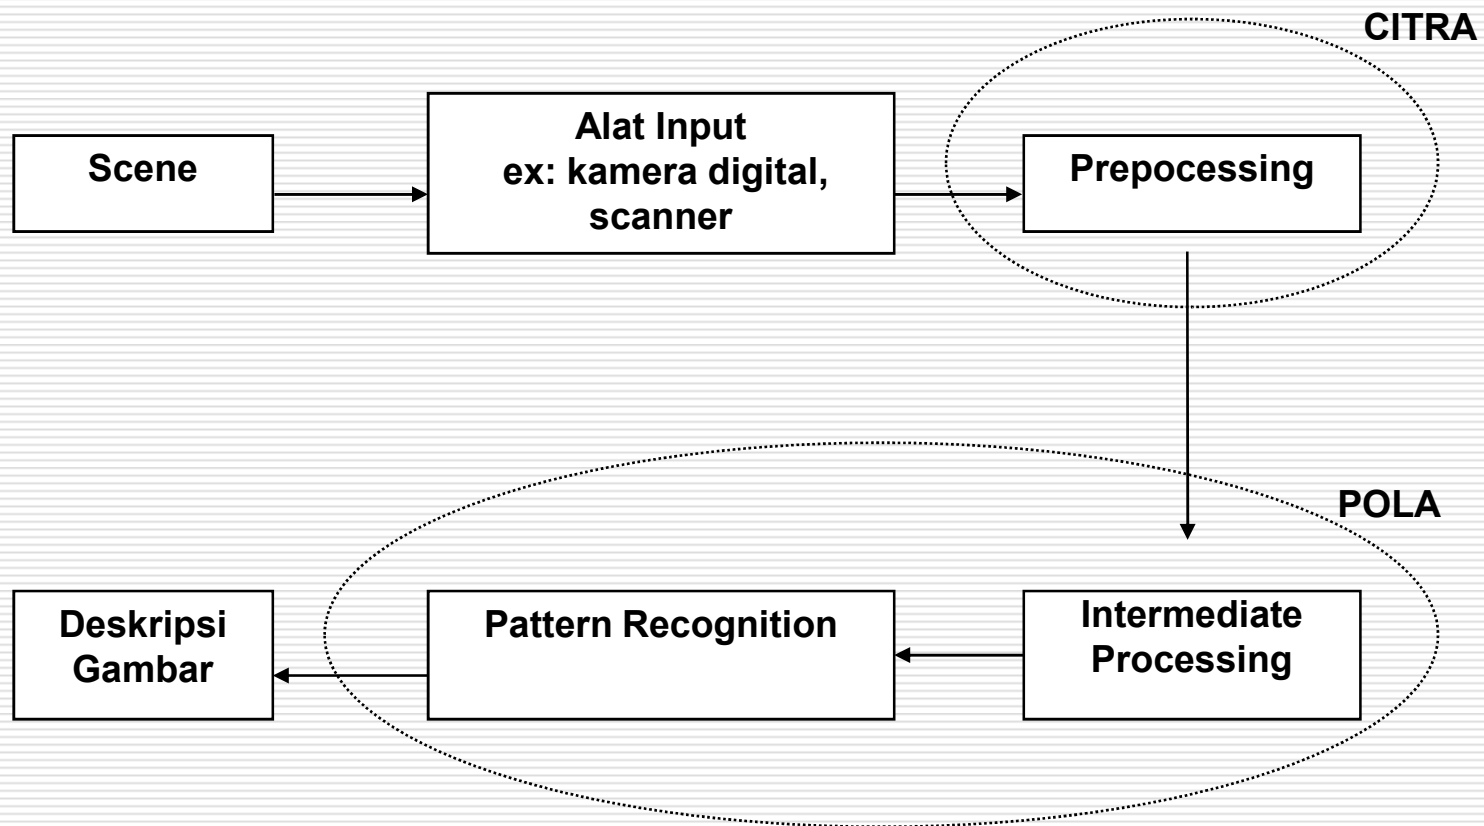 CITRA
Scene
Alat Input
ex: kamera digital,
scanner
Prepocessing
POLA
Deskripsi
Gambar
Pattern Recognition
Intermediate
Processing